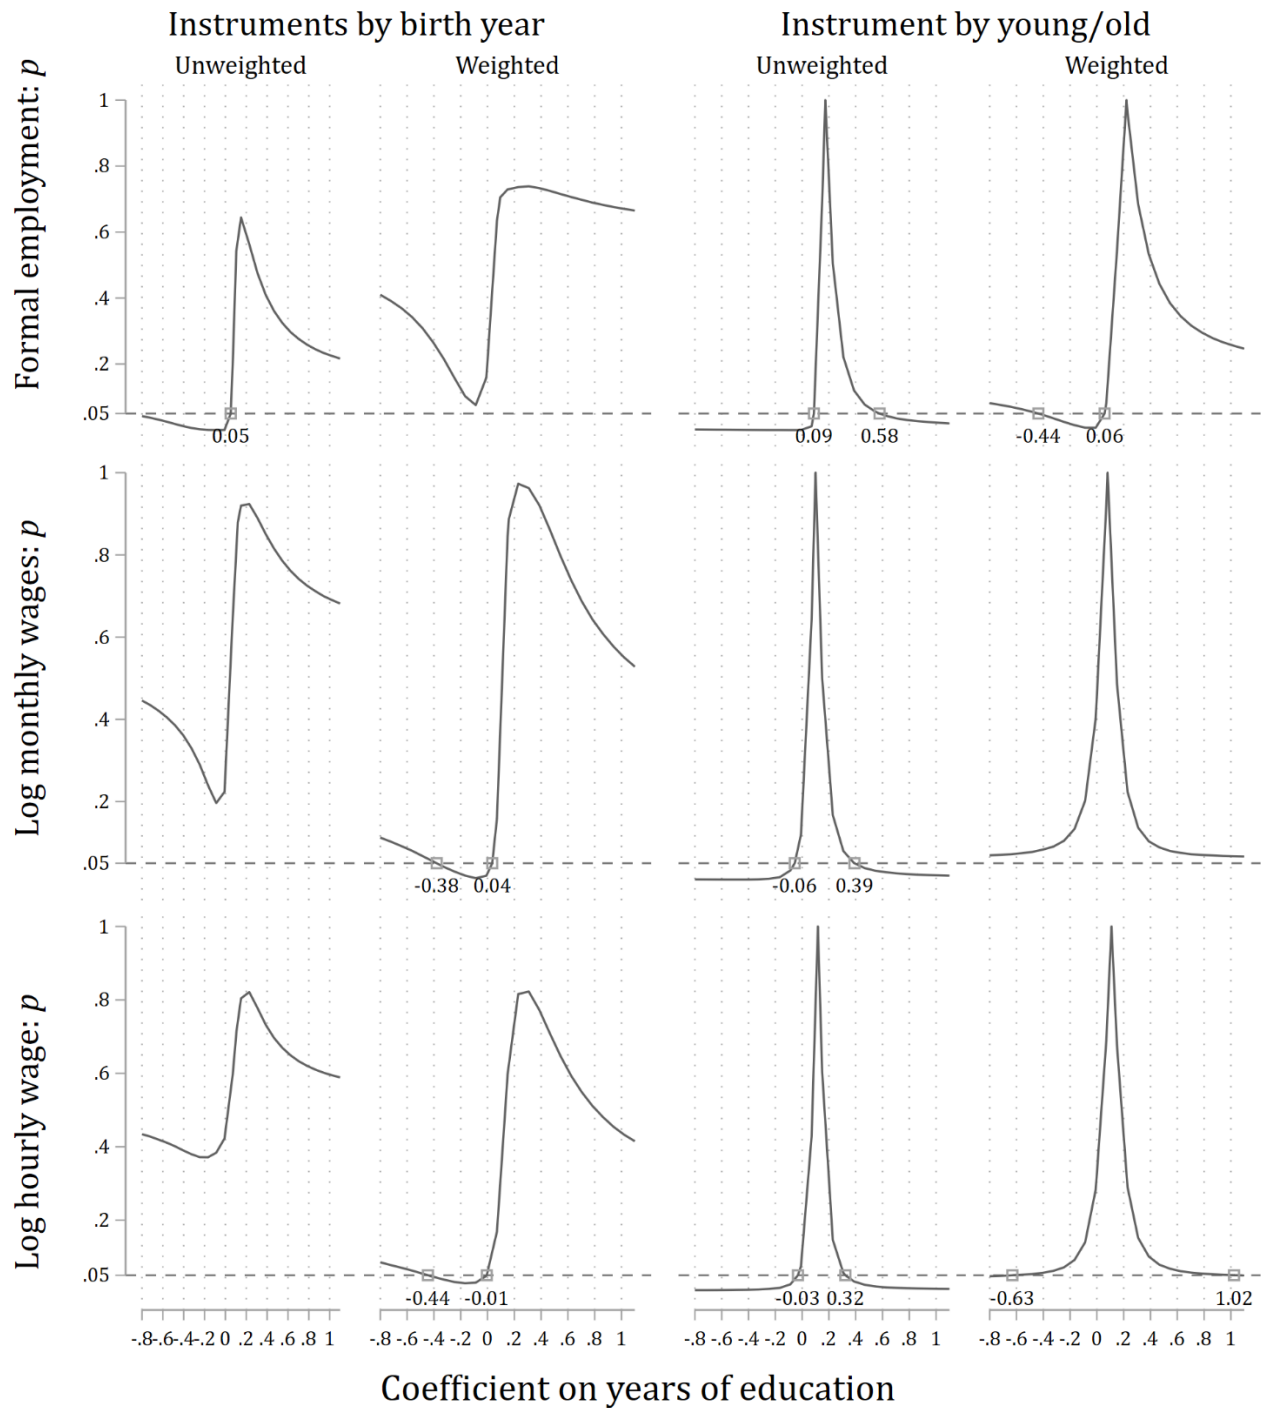 Instruments by birth year Instrument by young/old
Unweighted Weighted Unweighted Weighted
Formal employment: p
1
.8
.6
.4
.2
.05
0.05 0.09 0.58 -0.44 0.06
Log monthly wages: p
1
.8
.6
.4
.2
.05
-0.38 0.04 -0.06 0.39
Log hourly wage: p
1
.8
.6
.4
.2
.05
-0.44 -0.01 -0.03 0.32 -0.63 1.02
-.8 -.6 -.4 -.2 0 .2 .4 .6 .8 1 -.8 -.6 -.4 -.2 0 .2 .4 .6 .8 1 -.8 -.6 -.4 -.2 0 .2 .4 .6 .8 1 -.8 -.6 -.4 -.2 0 .2 .4 .6 .8 1
Coefficient on years of education